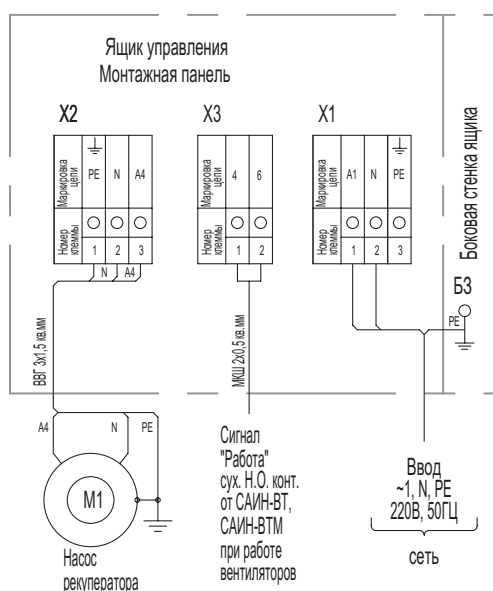 Ящик управления
Монтажная панель
X2
X3
X1
Маркировка цепи
PE
N
A4
Номер клеммы
1
2
3
Маркировка цепи
4
6
Номер клеммы
1
2
Маркировка цепи
A1
N
PE
Номер клеммы
1
2
3
Боковая стенка ящика
Б3
PE
N
A4
ВВГ 3х1,5 кв.мм
МКШ 2х0,5 кв.мм
A4
N
PE
M1
Насос
рекуператора
Сигнал
"Работа"
сух. Н.О. конт.
от САИН-ВТ,
САИН-ВТМ
при работе
вентиляторов
Ввод
~1, N, PE
220В, 50ГЦ
сеть